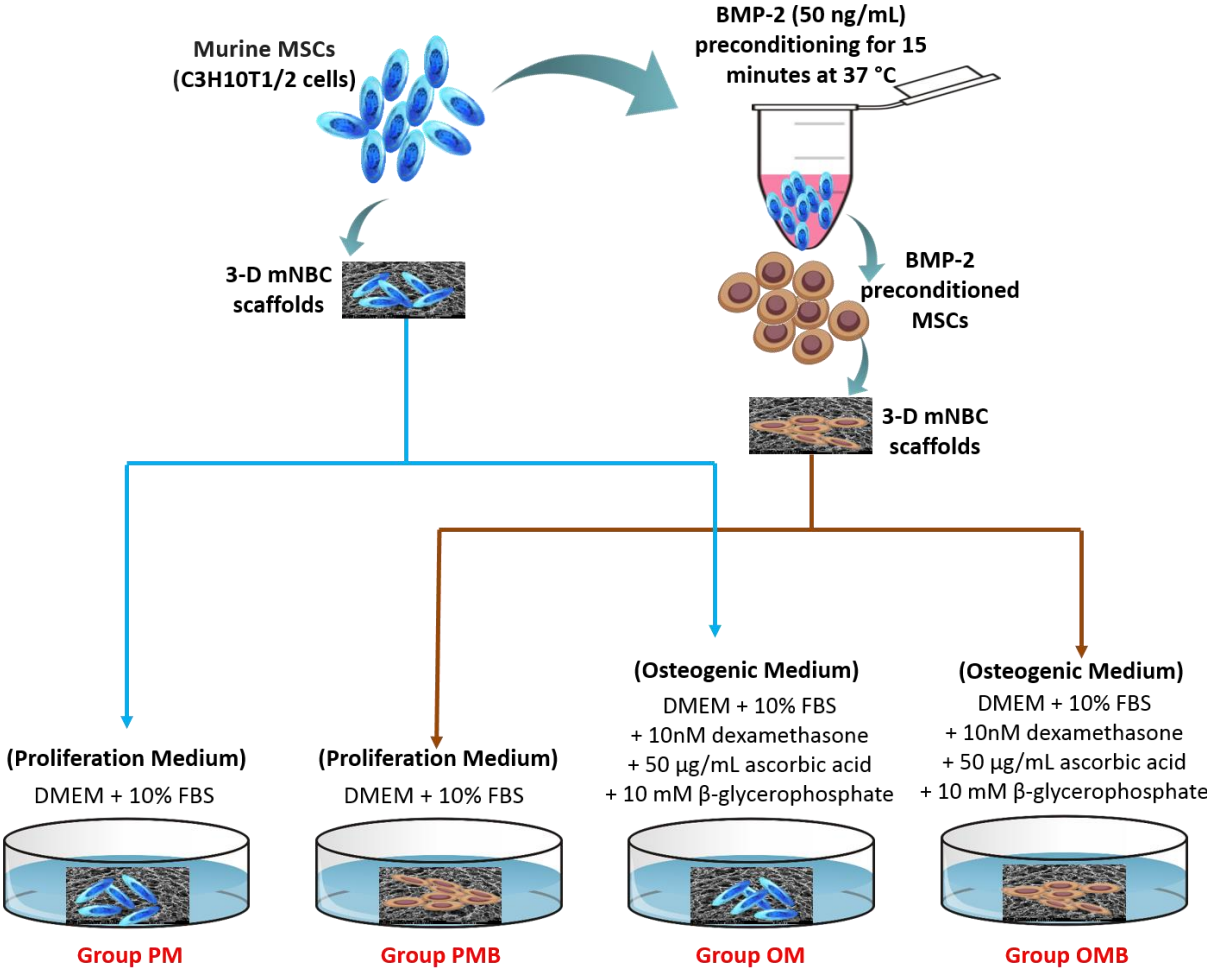 Murine MSCs
(C3H10T1/2 cells)
BMP-2 (50 ng/mL)
preconditioning for 15
minutes at 37 °C
3-D mNBC
scaffolds
BMP-2
preconditioned
MSCs
3-D mNBC
scaffolds
(Proliferation Medium)
DMEM + 10% FBS
(Proliferation Medium)
DMEM + 10% FBS
(Osteogenic Medium)
DMEM + 10% FBS
+ 10nM dexamethasone
+ 50 µg/mL ascorbic acid
+ 10 mM β-glycerophosphate
(Osteogenic Medium)
DMEM + 10% FBS
+ 10nM dexamethasone
+ 50 µg/mL ascorbic acid
+ 10 mM β-glycerophosphate
Group PM
Group PMB
Group OM
Group OMB